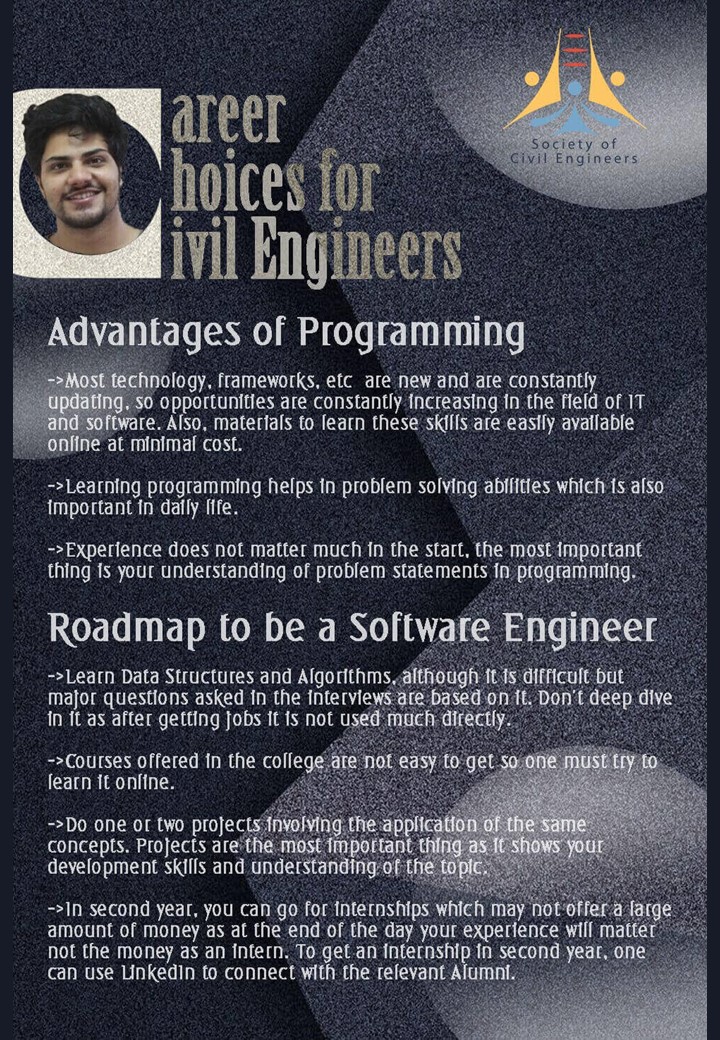 Society of
Civil Engineers
Career
Choices for
Civil Engineers
Advantages of Programming
->Most technology, frameworks, etc are new and are constantly
updating, so opportunities are constantly increasing in the field of IT
and software. Also, materials to learn these skills are easily available
online at minimal cost.
->Learning programming helps in problem solving abilities which is also
important in daily life.
->Experience does not matter much in the start, the most important
thing is your understanding of problem statements in programming.
Roadmap to be a Software Engineer
->Learn Data Structures and Algorithms, although it is difficult but
major questions asked in the interviews are based on it. Don't deep dive
in it as after getting jobs it is not used much directly.
->Courses offered in the college are not easy to get so one must try to
learn it online.
->Do one or two projects involving the application of the same
concepts. Projects are the most important thing as it shows your
development skills and understanding of the topic.
->In second year, you can go for internships which may not offer a large
amount of money as at the end of the day your experience will matter
not the money as an intern. To get an internship in second year, one
can use LinkedIn to connect with the relevant Alumni.